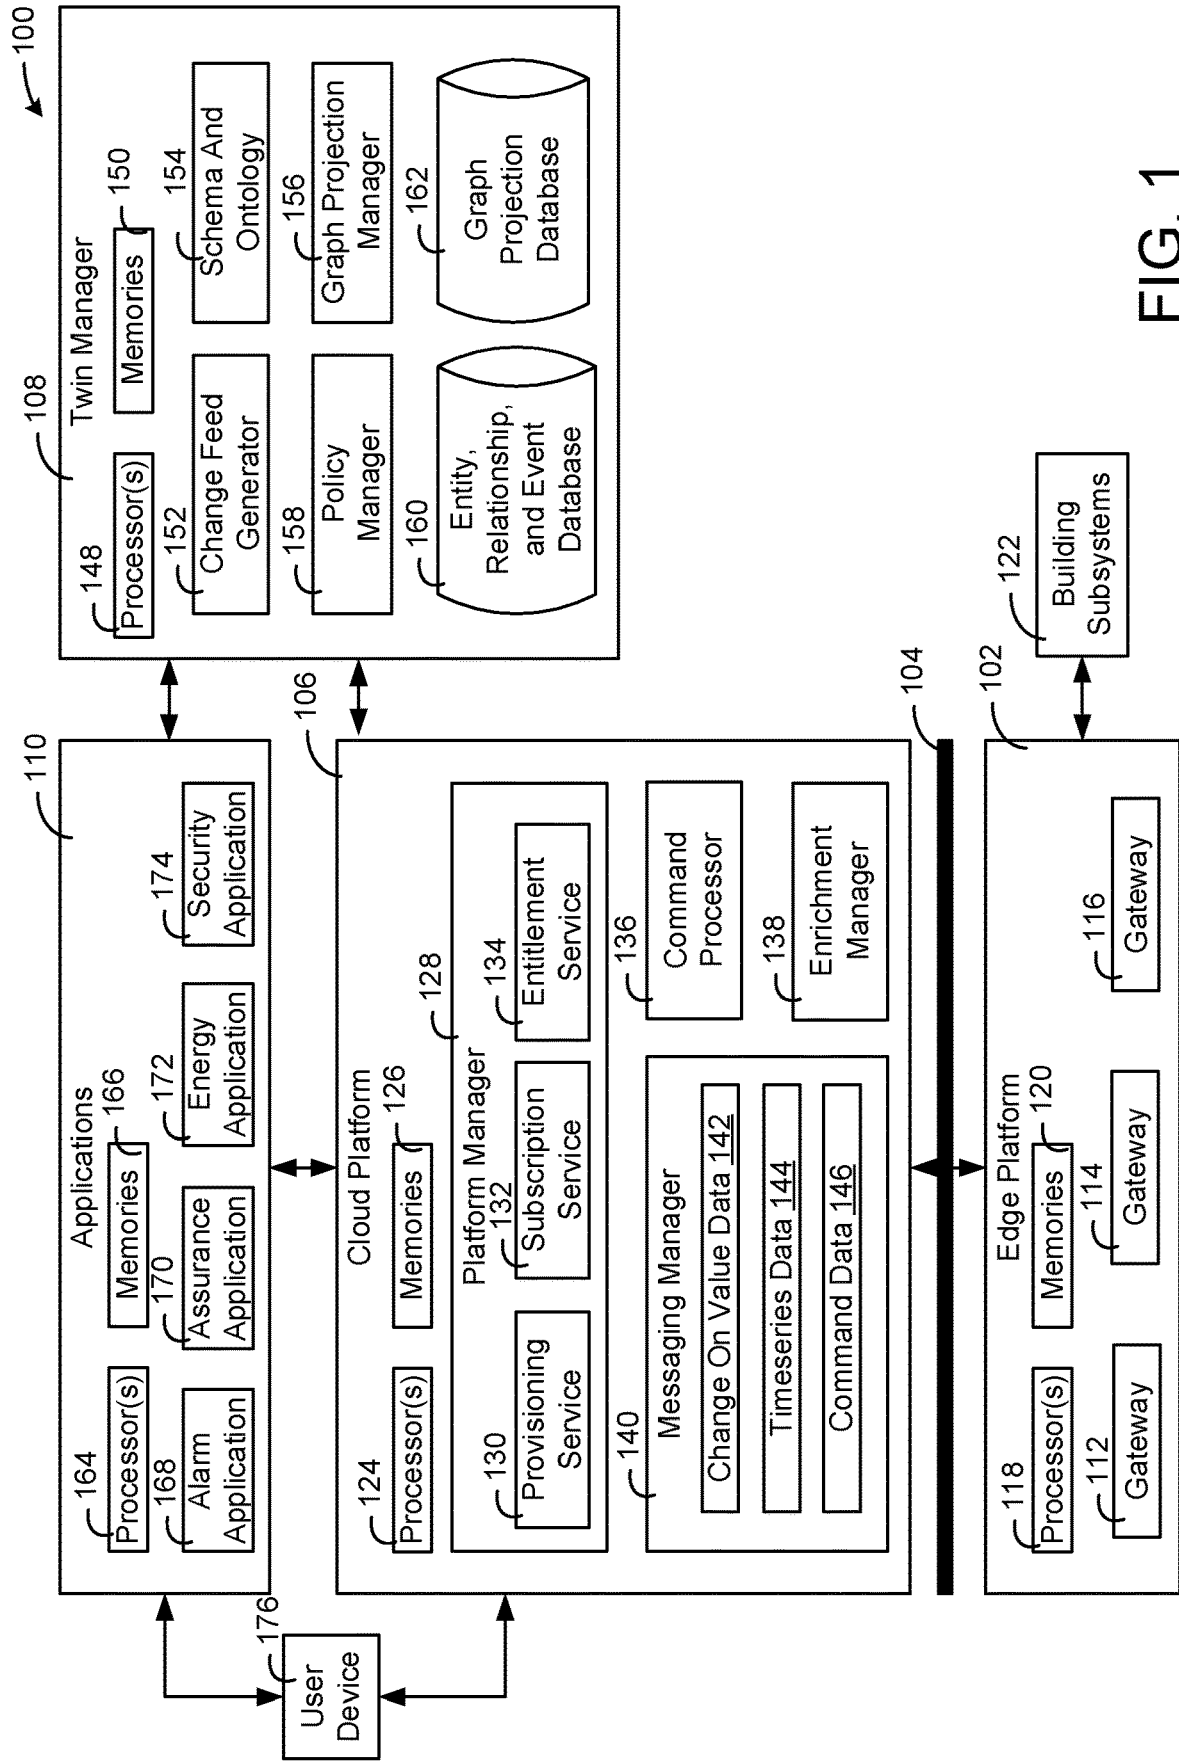 100
110
Applications
164
Processor(s)
166
Memories
168
Alarm
Application
170
Assurance
Application
172
Energy
Application
174
Security
Application
108
Twin Manager
148
Processor(s)
150
Memories
152
Change Feed
Generator
154
Schema And
Ontology
158
Policy
Manager
156
Graph Projection
Manager
160
Entity,
Relationship,
and Event
Database
162
Graph
Projection
Database
176
User
Device
106
Cloud Platform
124
Processor(s)
126
Memories
128
Platform Manager
130
Provisioning
Service
132
Subscription
Service
134
Entitlement
Service
140
Messaging Manager
Change On Value Data 142
Timeseries Data 144
Command Data 146
136
Command
Processor
138
Enrichment
Manager
104
102
Edge Platform
118
Processor(s)
120
Memories
112
Gateway
114
Gateway
116
Gateway
122
Building
Subsystems
FIG. 1